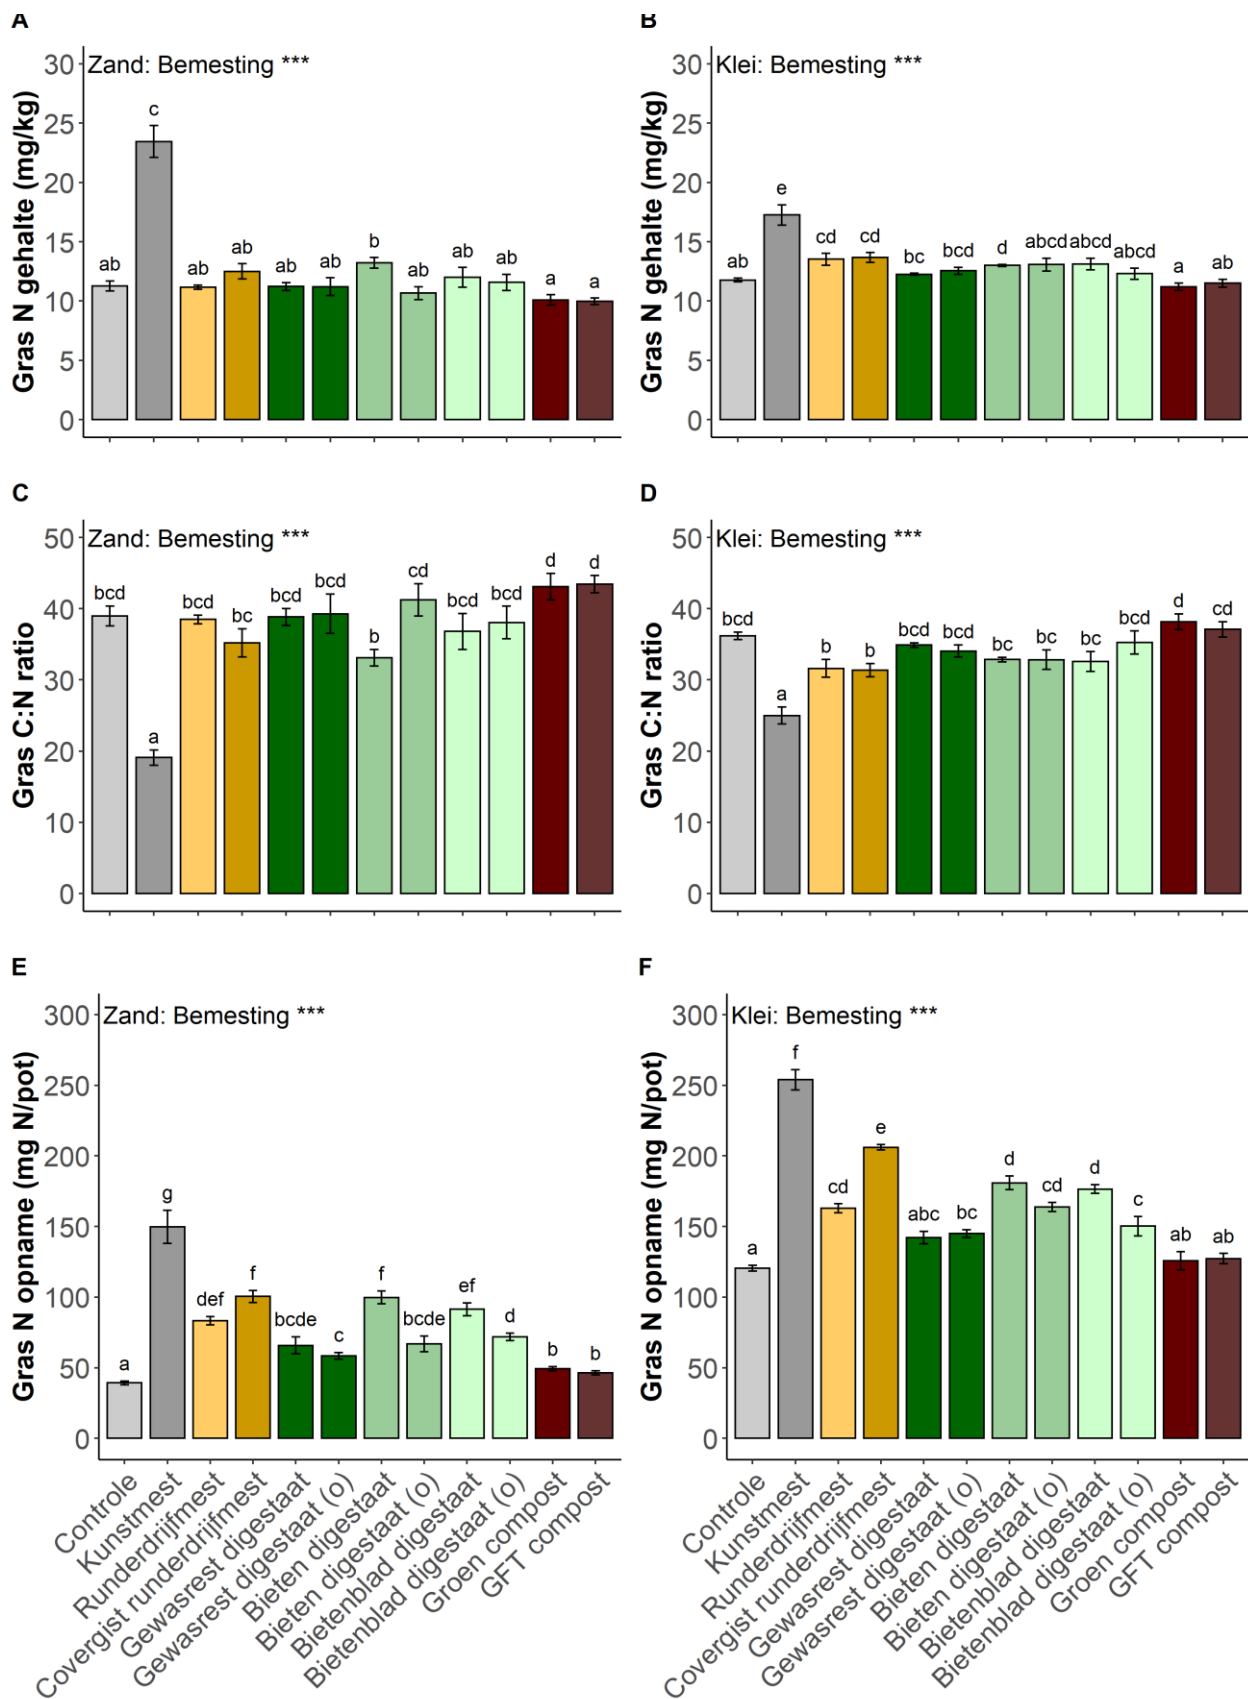 A
Gras N gehalte (mg/kg)
30
25
20
15
10
5
0
Zand: Bemesting ***
ab
c
ab
ab
ab
ab
b
ab
ab
ab
a
a
B
Gras N gehalte (mg/kg)
30
25
20
15
10
5
0
Klei: Bemesting ***
ab
e
cd
cd
bc
bcd
d
abcd
abcd
abcd
a
ab
C
Gras C:N ratio
50
40
30
20
10
0
Zand: Bemesting ***
bcd
a
bcd
bc
bcd
bcd
b
cd
bcd
bcd
d
d
D
Gras C:N ratio
50
40
30
20
10
0
Klei: Bemesting ***
bcd
a
b
b
bcd
bcd
bc
bc
bc
bcd
d
cd
E
Gras N opname (mg N/pot)
300
250
200
150
100
50
0
Zand: Bemesting ***
a
g
def
f
bcde
c
f
bcde
ef
d
b
b
Controle
Kunstmest
Runderdrijfmest
Covergist runderdrijfmest
Gewasrest digestaat
Gewasrest digestaat (o)
Bieten digestaat
Bieten digestaat (o)
Bietenblad digestaat
Bietenblad digestaat (o)
Groen compost
GFT compost
F
Gras N opname (mg N/pot)
300
250
200
150
100
50
0
Klei: Bemesting ***
a
f
cd
e
abc
bc
d
cd
d
c
ab
ab
Controle
Kunstmest
Runderdrijfmest
Covergist runderdrijfmest
Gewasrest digestaat
Gewasrest digestaat (o)
Bieten digestaat
Bieten digestaat (o)
Bietenblad digestaat
Bietenblad digestaat (o)
Groen compost
GFT compost